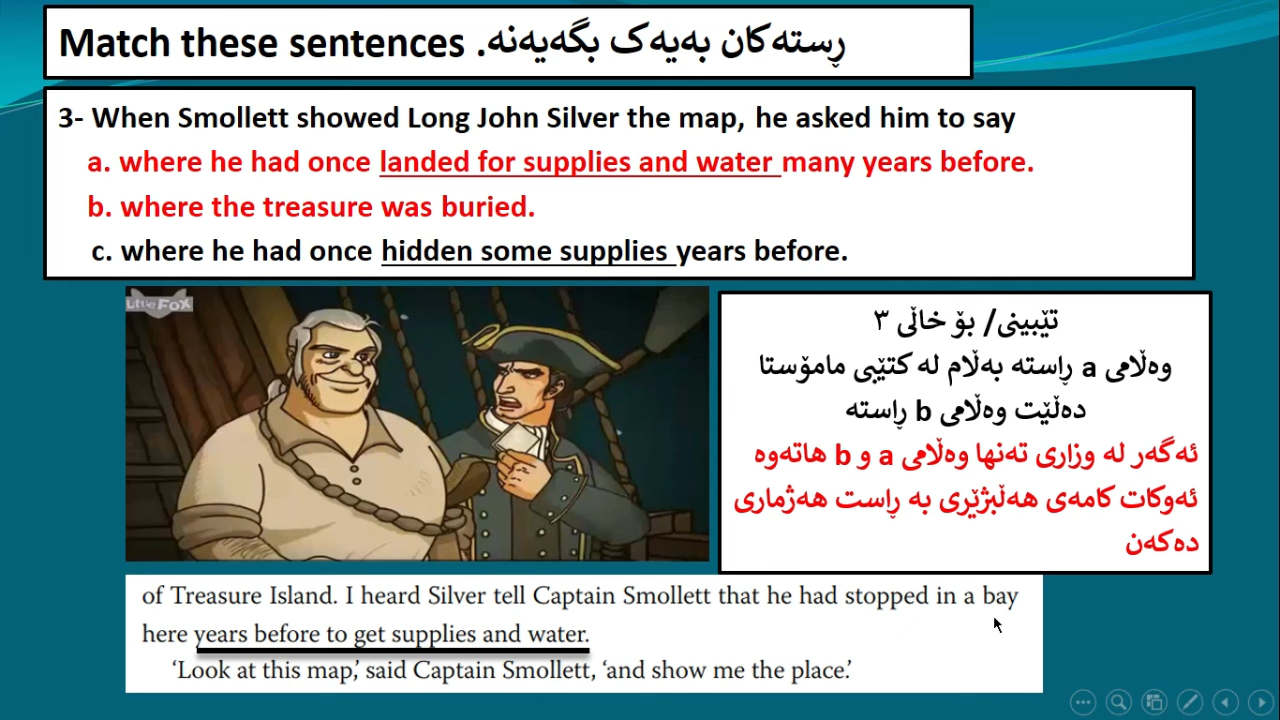 Match these sentences .ڕستەکان بەیەک بگەیەنە
3- When Smollett showed Long John Silver the map, he asked him to say
a. where he had once landed for supplies and water many years before.
b. where the treasure was buried.
c. where he had once hidden some supplies years before.
Little Fox
تێبینی/ بۆ خاڵی ٣
وەڵامی a ڕاستە بەڵام لە کتێبی مامۆستا
دەڵێت وەڵامی b ڕاستە
ئەگەر لە وزاری تەنها وەڵامی a و b هاتەوە
ئەوکات کامەی هەڵبژێری بە ڕاست هەژماری
دەکەن
of Treasure Island. I heard Silver tell Captain Smollett that he had stopped in a bay
here years before to get supplies and water.
‘Look at this map,’ said Captain Smollett, ‘and show me the place.’